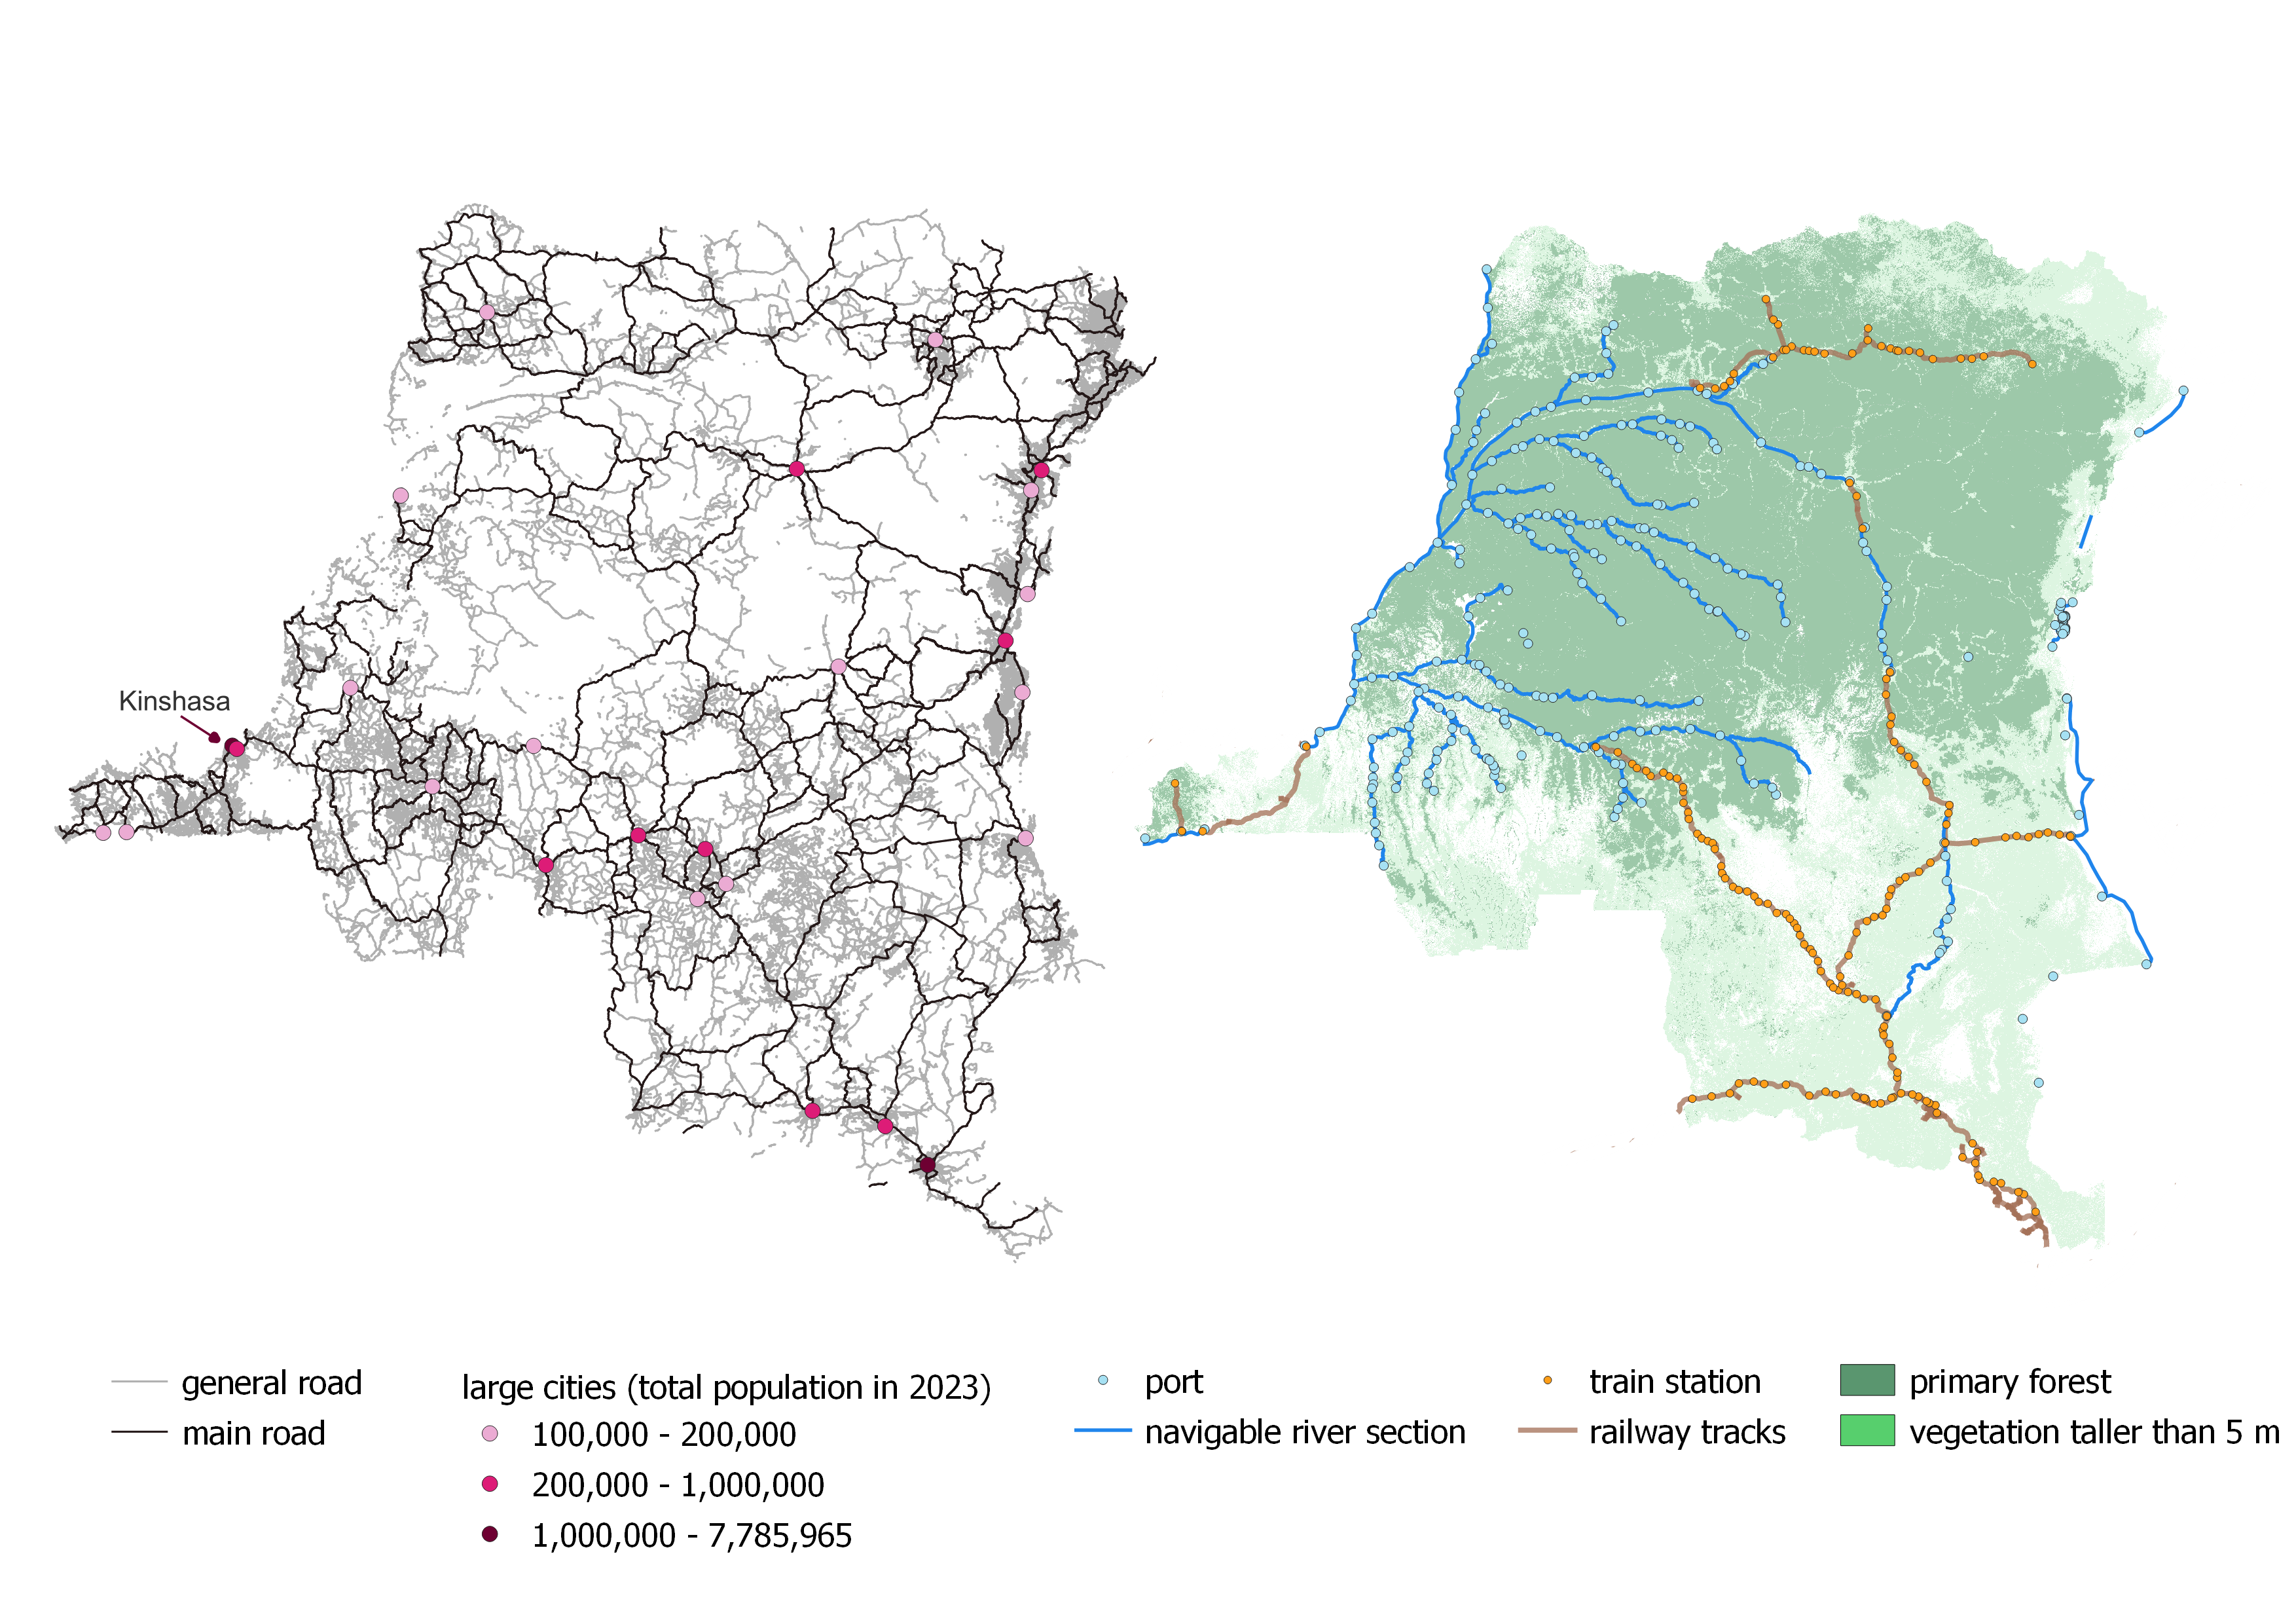 Kinshasa
general road
main road
large cities (total population in 2023)
100,000 - 200,000
200,000 - 1,000,000
1,000,000 - 7,785,965
port
navigable river section
train station
railway tracks
primary forest
vegetation taller than 5 m